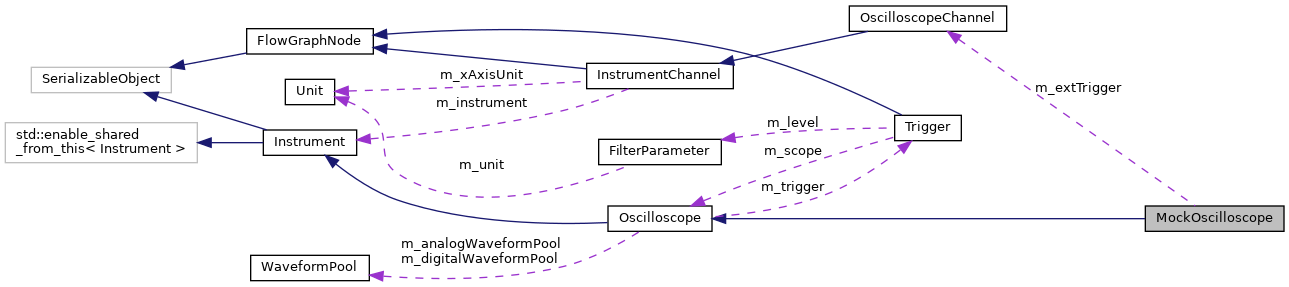 OscilloscopeChannel
FlowGraphNode
SerializableObject
m_xAxisUnit
InstrumentChannel
Unit
m_extTrigger
m_instrument
m_level
Trigger
std::enable_shared
_from_this< Instrument >
Instrument
FilterParameter
m_scope
m_unit
m_trigger
Oscilloscope
MockOscilloscope
m_analogWaveformPool
m_digitalWaveformPool
WaveformPool